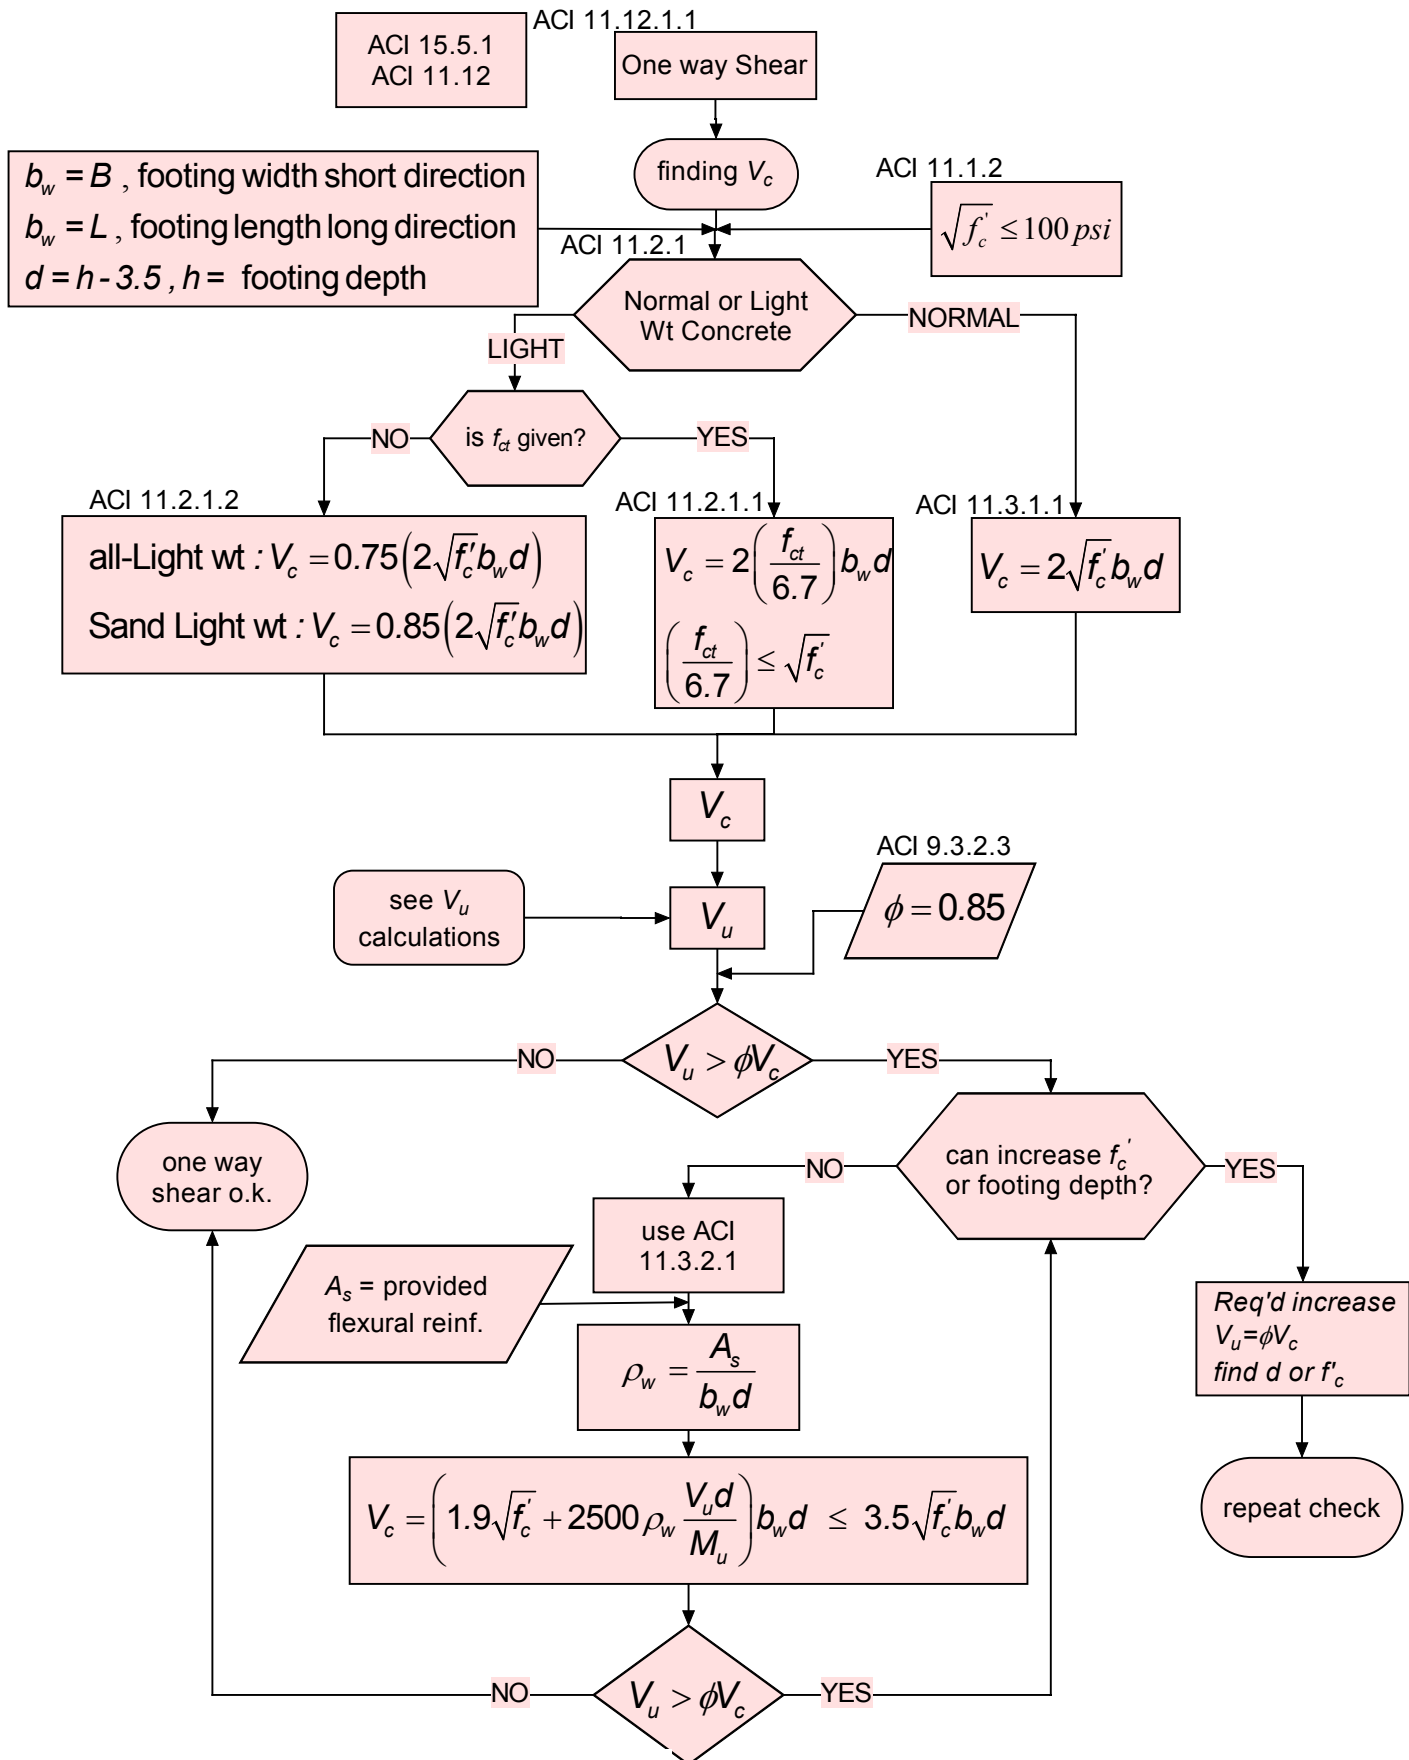 ACI 11.12.1.1
ACI 15.5.1
ACI 11.12
One way Shear
finding V_c
b_w = B , footing width short direction
b_w = L , footing length long direction
d = h - 3.5 , h = footing depth
ACI 11.1.2
√f_c' ≤ 100 psi
ACI 11.2.1
Normal or Light
Wt Concrete
NORMAL
LIGHT
is f_ct given?
NO
YES
ACI 11.2.1.2
all-Light wt : V_c = 0.75(2√f_c′ b_w d)
Sand Light wt : V_c = 0.85(2√f_c′ b_w d)
ACI 11.2.1.1
V_c = 2(f_ct/6.7) b_w d
(f_ct/6.7) ≤ √f_c'
ACI 11.3.1.1
V_c = 2√f_c' b_w d
V_c
ACI 9.3.2.3
see V_u
calculations
V_u
ϕ = 0.85
V_u > ϕV_c
NO
YES
one way
shear o.k.
can increase f_c'
or footing depth?
NO
YES
use ACI
11.3.2.1
A_s = provided
flexural reinf.
ρ_w = A_s/(b_w d)
Req'd increase
V_u=ϕV_c
find d or f'_c
V_c = (1.9√f_c' + 2500 ρ_w V_u d/M_u) b_w d ≤ 3.5√f_c' b_w d
repeat check
V_u > ϕV_c
NO
YES